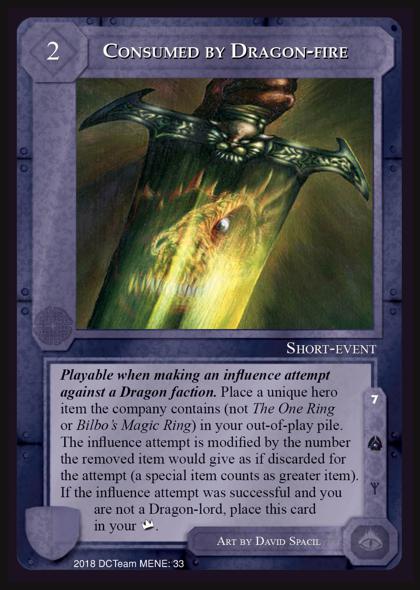 2
Consumed by Dragon-fire
Short-event
Playable when making an influence attempt
against a Dragon faction. Place a unique hero
item the company contains (not The One Ring
or Bilbo's Magic Ring) in your out-of-play pile.
The influence attempt is modified by the number
the removed item would give as if discarded for
the attempt (a special item counts as greater item).
If the influence attempt was successful and you
are not a Dragon-lord, place this card
in your .
7
Art by David Spacil
2018 DCTeam MENE: 33